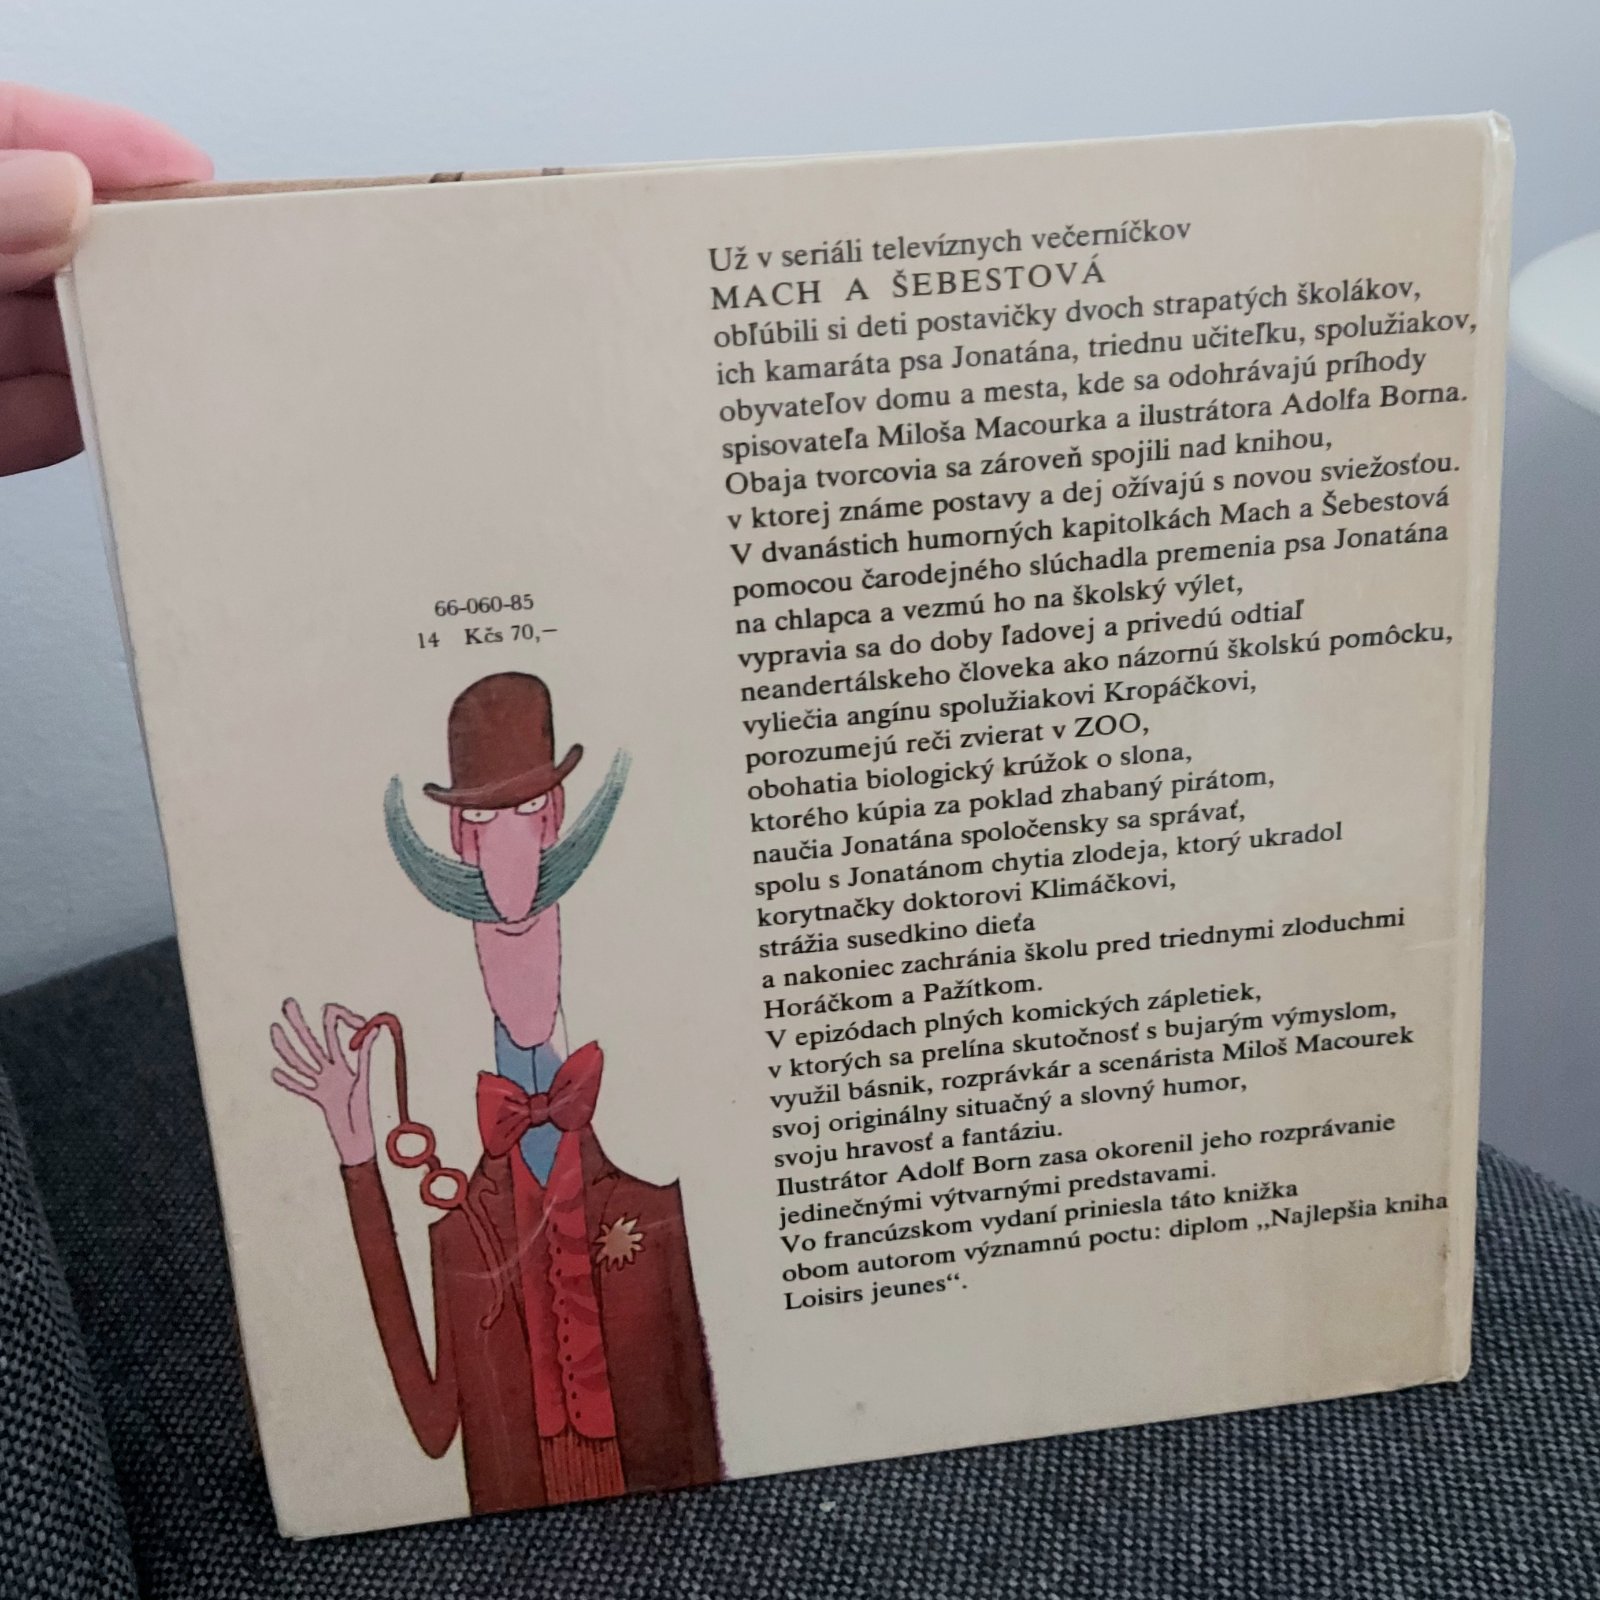 Už v seriáli televíznych večerníčkov
MACH A ŠEBESTOVÁ
obľúbili si deti postavičky dvoch strapatých školákov,
ich kamaráta psa Jonatána, triednu učiteľku, spolužiakov,
obyvateľov domu a mesta, kde sa odohrávajú príhody
spisovateľa Miloša Macourka a ilustrátora Adolfa Borna.
Obaja tvorcovia sa zároveň spojili nad knihou,
v ktorej známe postavy a dej ožívajú s novou sviežosťou.
V dvanástich humorných kapitolkách Mach a Šebestová
pomocou čarodejného slúchadla premenia psa Jonatána
na chlapca a vezmú ho na školský výlet,
vypravia sa do doby ľadovej a privedú odtiaľ
neandertálskeho človeka ako názornú školskú pomôcku,
vyliečia angínu spolužiakovi Kropáčkovi,
porozumejú reči zvierat v ZOO,
obohatia biologický krúžok o slona,
ktorého kúpia za poklad zhabaný pirátom,
naučia Jonatána spoločensky sa správať,
spolu s Jonatánom chytia zlodeja, ktorý ukradol
korytnačky doktorovi Klimáčkovi,
strážia susedkino dieťa
a nakoniec zachránia školu pred triednymi zloduchmi
Horáčkom a Pažítkom.
V epizódach plných komických zápletiek,
v ktorých sa prelína skutočnosť s bujarým výmyslom,
využil básnik, rozprávkár a scenárista Miloš Macourek
svoj originálny situačný a slovný humor,
svoju hravosť a fantáziu.
Ilustrátor Adolf Born zasa okorenil jeho rozprávanie
jedinečnými výtvarnými predstavami.
Vo francúzskom vydaní priniesla táto knižka
obom autorom významnú poctu: diplom „Najlepšia kniha
Loisirs jeunes“.
66-060-85
14 Kčs 70,—